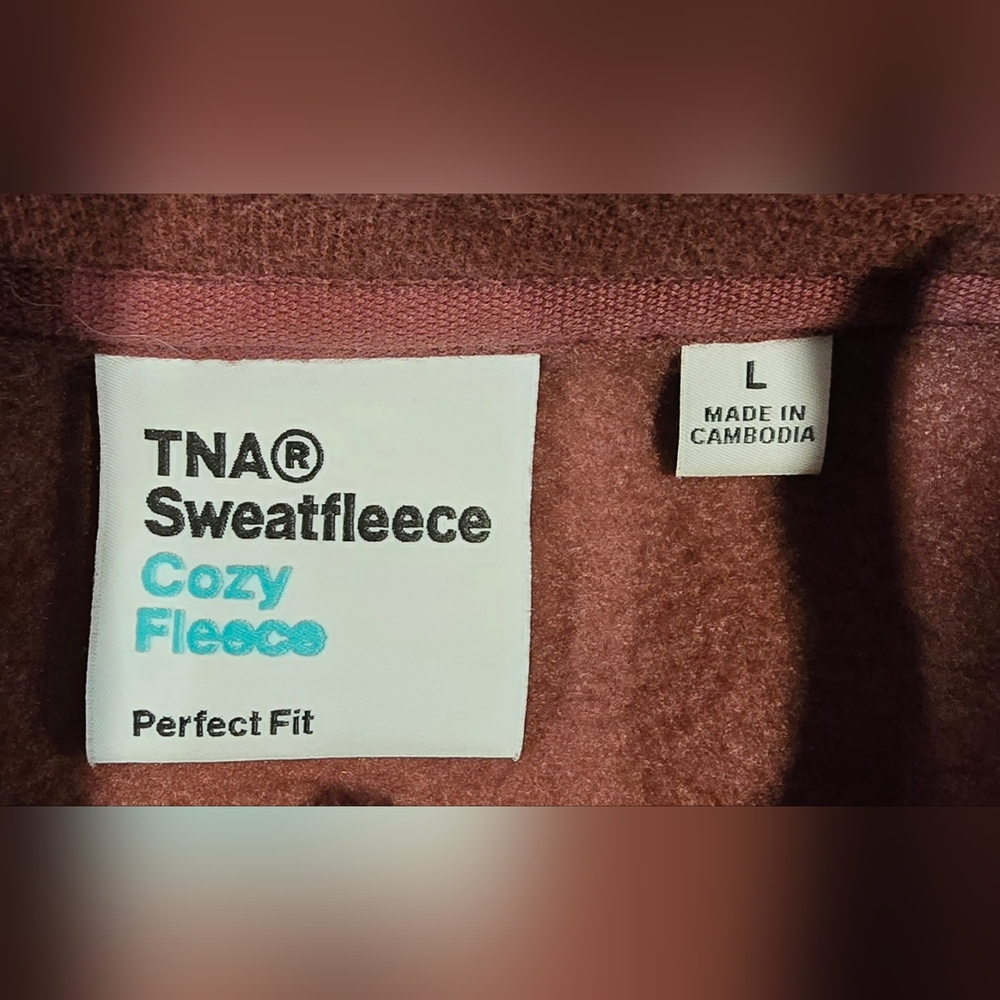 TNA®
Sweatfleece
Cozy
Fleece
Perfect Fit
L
MADE IN
CAMBODIA